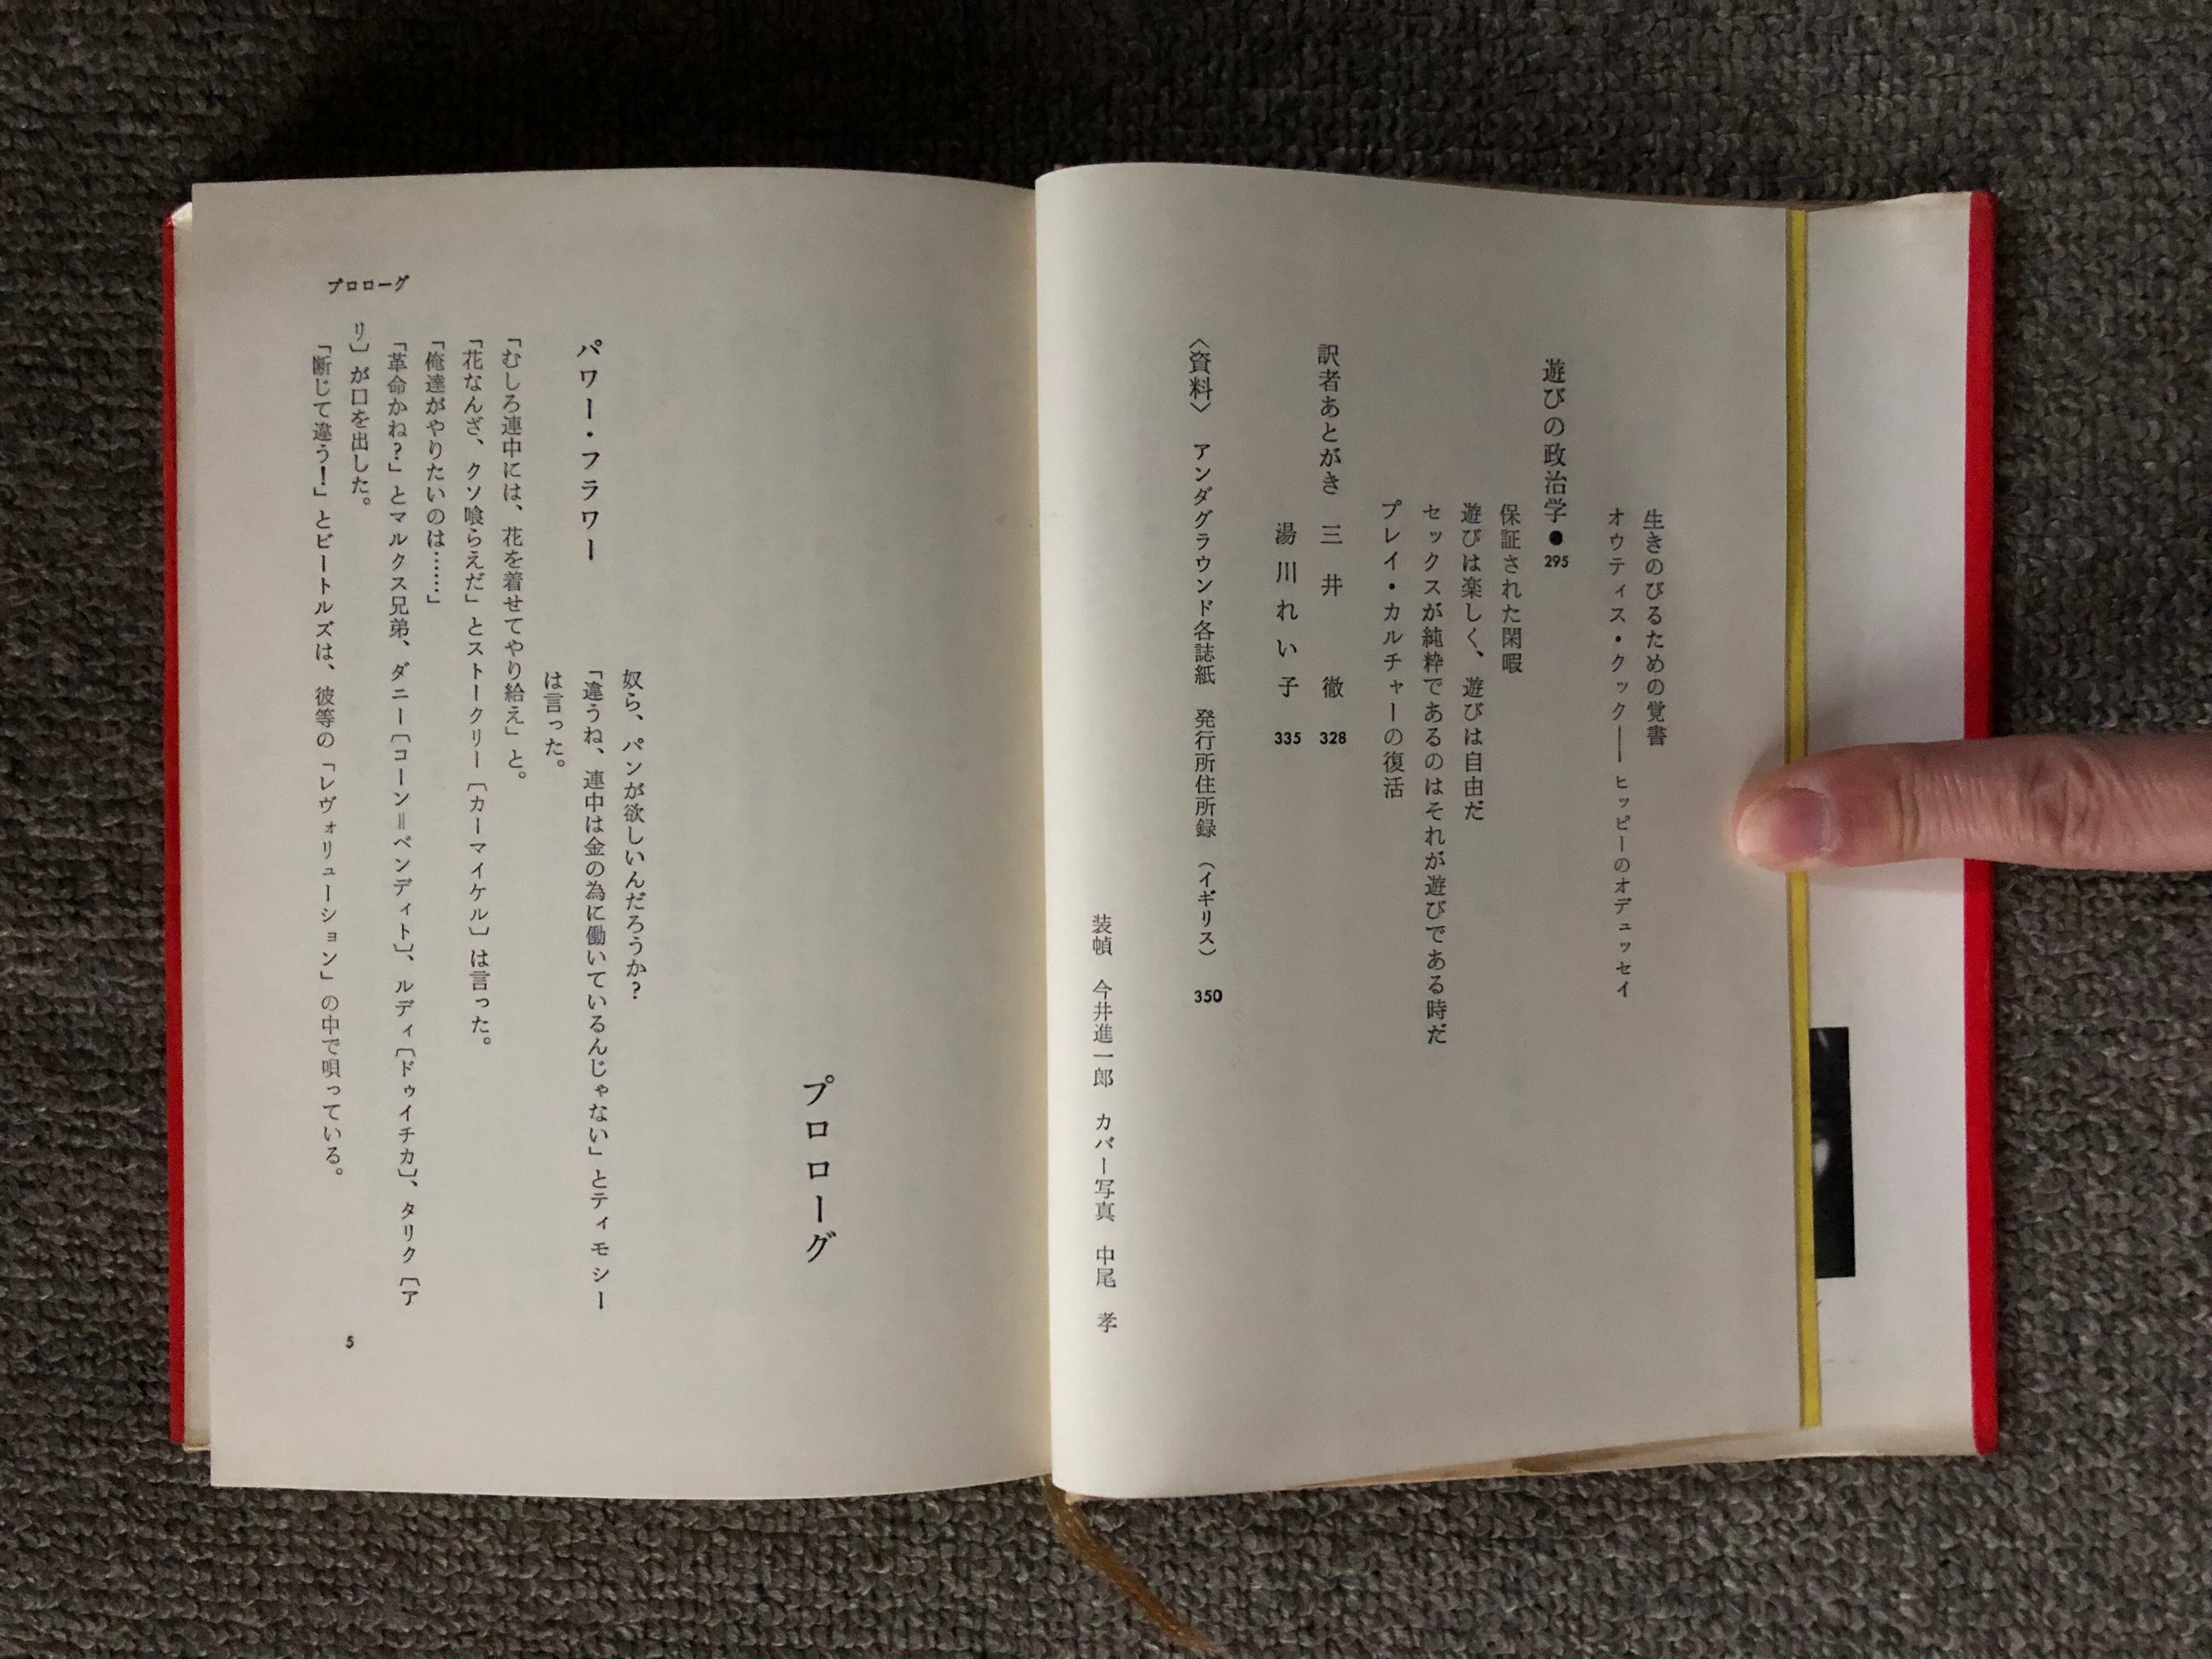 生きのびるための覚書
オウティス・クック――ヒッピーのオデュッセイ
遊びの政治学●295
保証された閑暇
遊びは楽しく、遊びは自由だ
セックスが純粋であるのはそれが遊びである時だ
プレイ・カルチャーの復活
訳者あとがき 三井 徹 328
湯川れい子 335
〈資料〉 アンダグラウンド各誌紙 発行所住所録 (イギリス) 350
装幀 今井進一郎 カバー写真 中尾 孝
プロローグ
奴ら、パンが欲しいんだろうか?
「違うね、連中は金の為に働いているんじゃない」とティモシー
は言った。
パワー・フラワー
「むしろ連中には、花を着せてやり給え」と。
「花なんざ、クソ喰らえだ」とストークリー〔カーマイケル〕は言った。
「俺達がやりたいのは……」
「革命かね?」とマルクス兄弟、ダニー〔コーン=ベンディト〕、ルディ〔ドゥイチカ〕、タリク〔ア
リ〕が口を出した。
「断じて違う!」とビートルズは、彼等の「レヴォリューション」の中で唄っている。
プロローグ
5